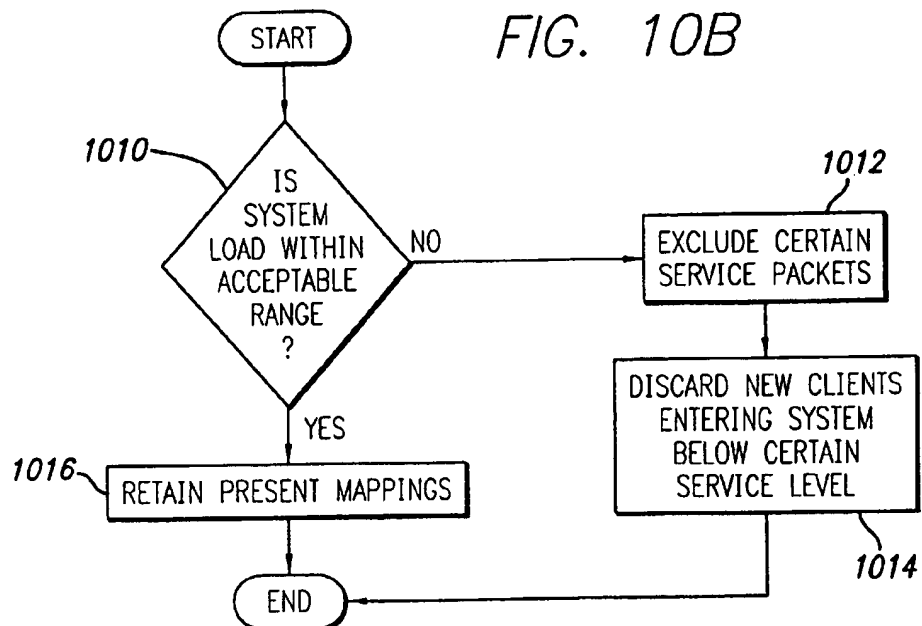 START
FIG. 10B
1010
IS
SYSTEM
LOAD WITHIN
ACCEPTABLE
RANGE
?
NO
1012
EXCLUDE CERTAIN
SERVICE PACKETS
DISCARD NEW CLIENTS
ENTERING SYSTEM
BELOW CERTAIN
SERVICE LEVEL
1014
YES
1016
RETAIN PRESENT MAPPINGS
END